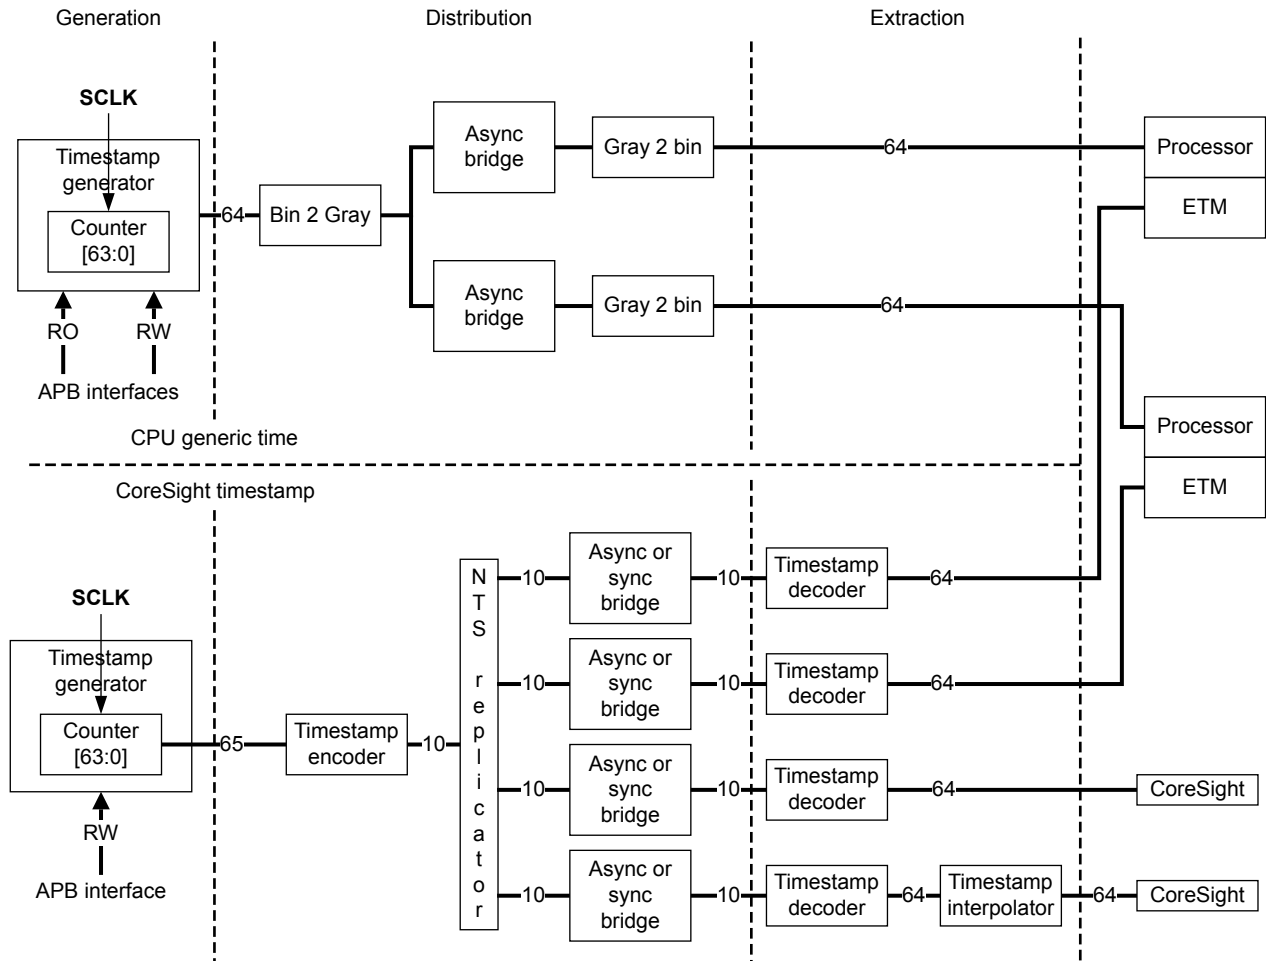 Generation
Distribution
Extraction
SCLK
Timestamp
generator
Counter
[63:0]
RO
RW
APB interfaces
64
Bin 2 Gray
Async
bridge
Gray 2 bin
64
Processor
ETM
Async
bridge
Gray 2 bin
64
Processor
ETM
CPU generic time
CoreSight timestamp
SCLK
Timestamp
generator
Counter
[63:0]
RW
APB interface
65
Timestamp
encoder
10
NTS replicator
10
Async or
sync
bridge
10
Timestamp
decoder
64
10
Async or
sync
bridge
10
Timestamp
decoder
64
10
Async or
sync
bridge
10
Timestamp
decoder
64
CoreSight
10
Async or
sync
bridge
10
Timestamp
decoder
64
Timestamp
interpolator
64
CoreSight